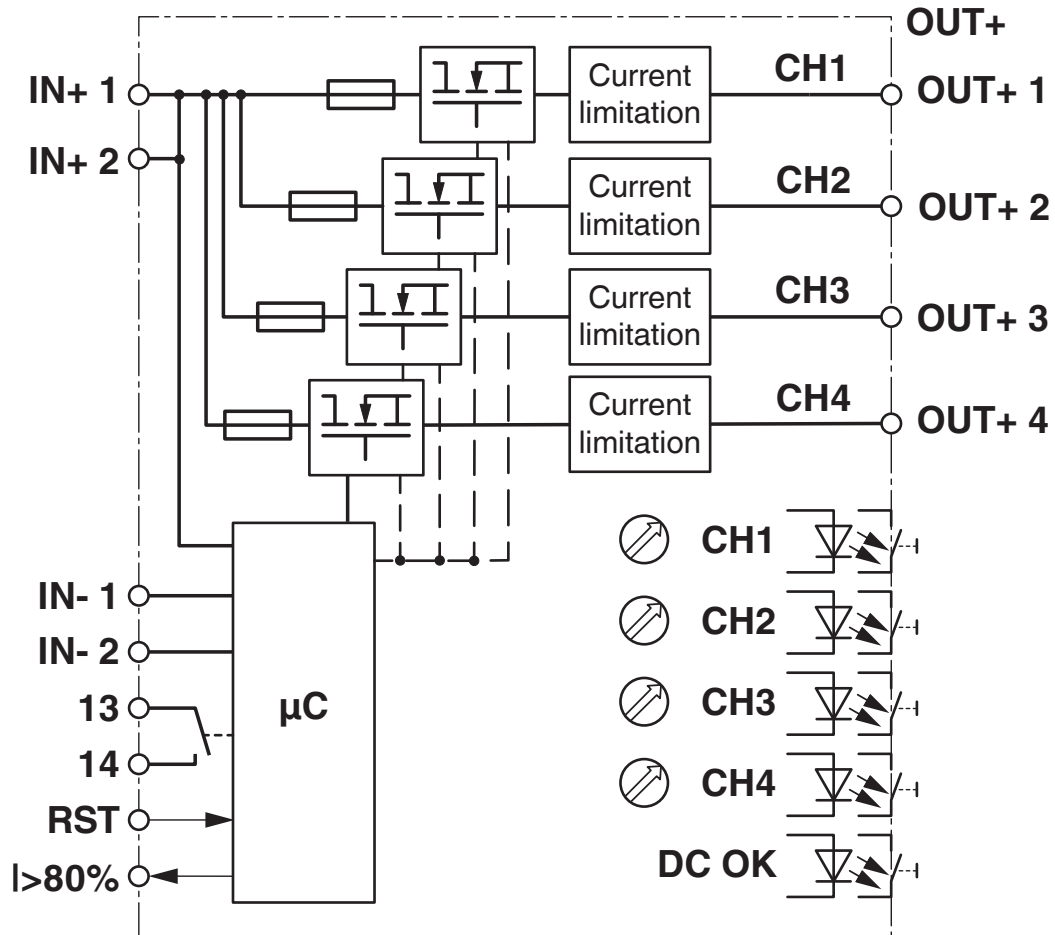 OUT+
IN+ 1
Current
limitation
CH1
OUT+ 1
IN+ 2
Current
limitation
CH2
OUT+ 2
Current
limitation
CH3
OUT+ 3
Current
limitation
CH4
OUT+ 4
IN- 1
IN- 2
13
14
RST
I>80%
µC
CH1
CH2
CH3
CH4
DC OK